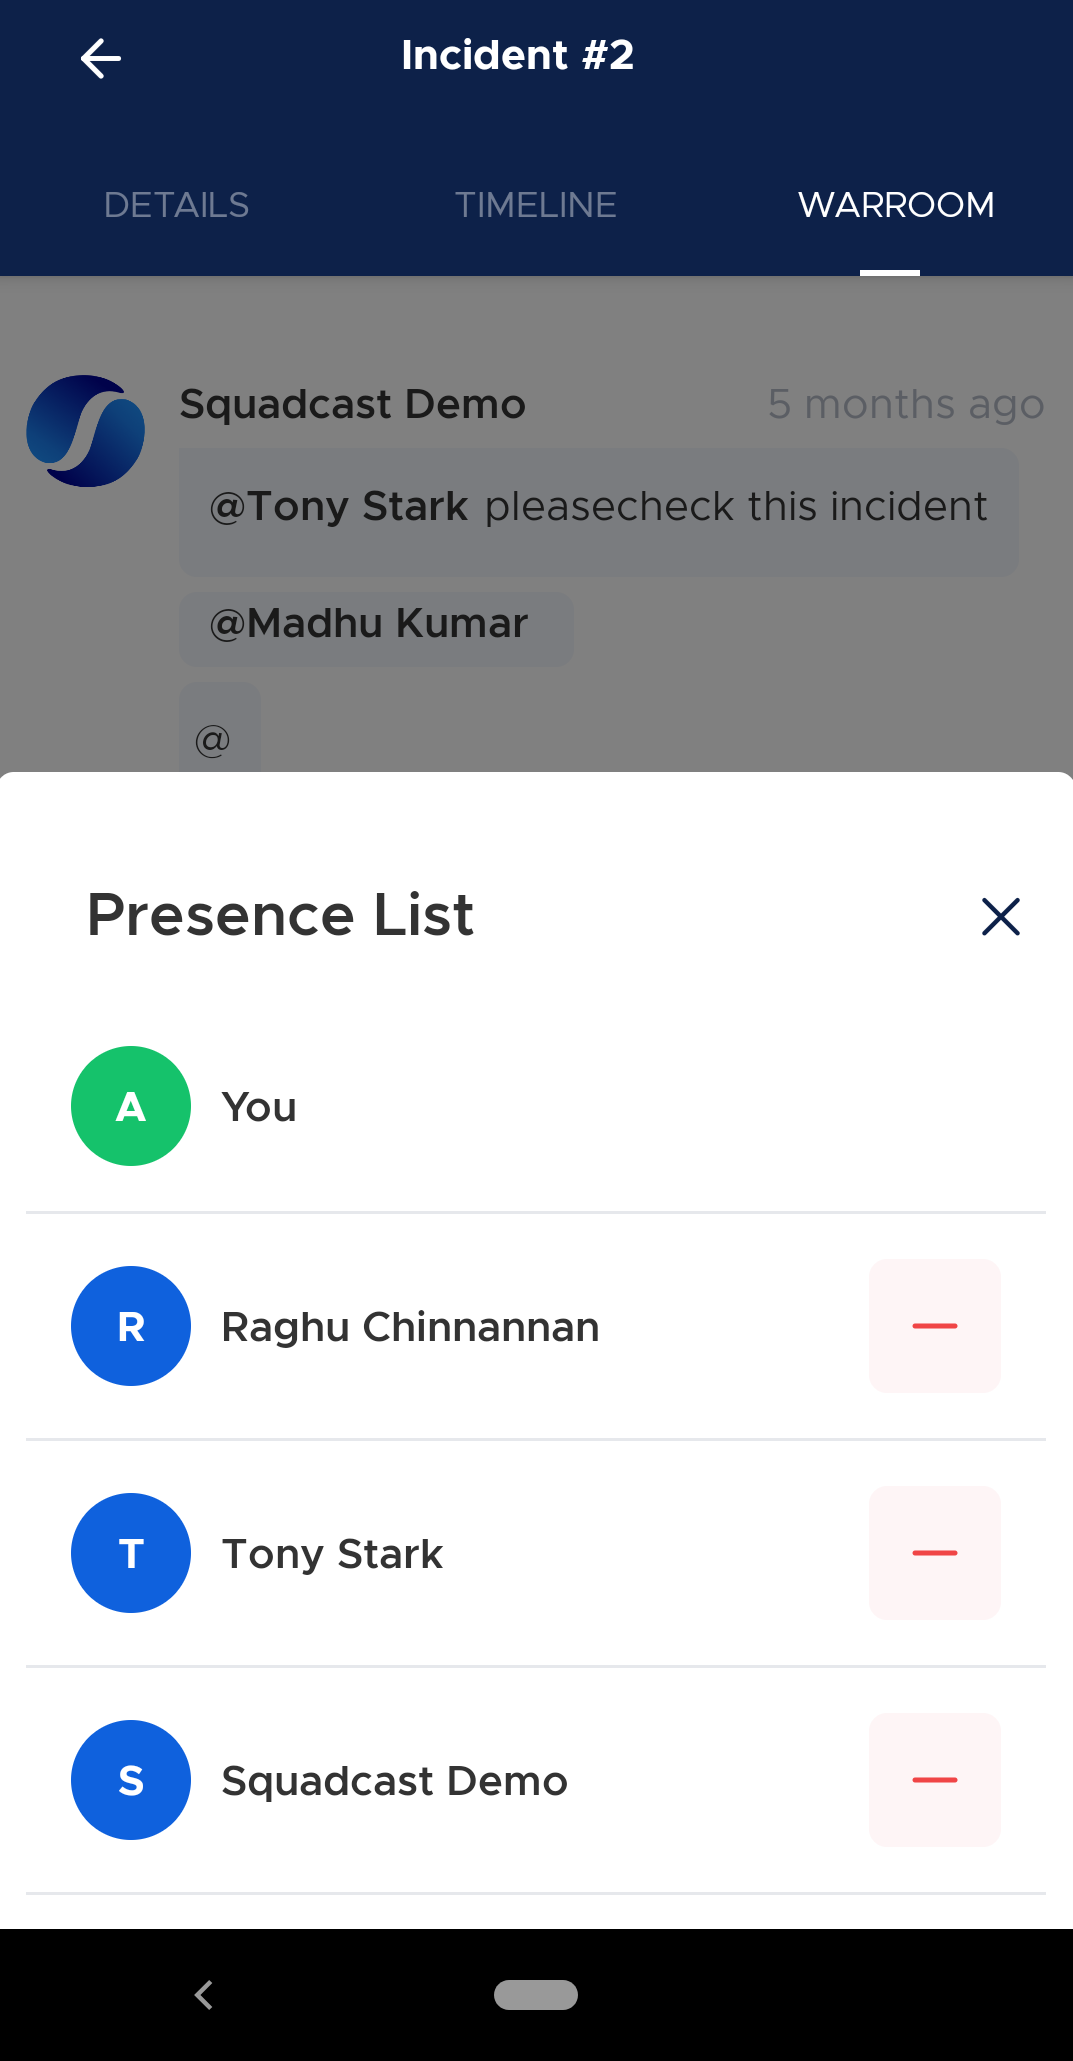 Incident #2
DETAILS TIMELINE WARROOM
Squadcast Demo 5 months ago
@Tony Stark pleasecheck this incident
@Madhu Kumar
@
Presence List
A You
R Raghu Chinnannan
T Tony Stark
S Squadcast Demo